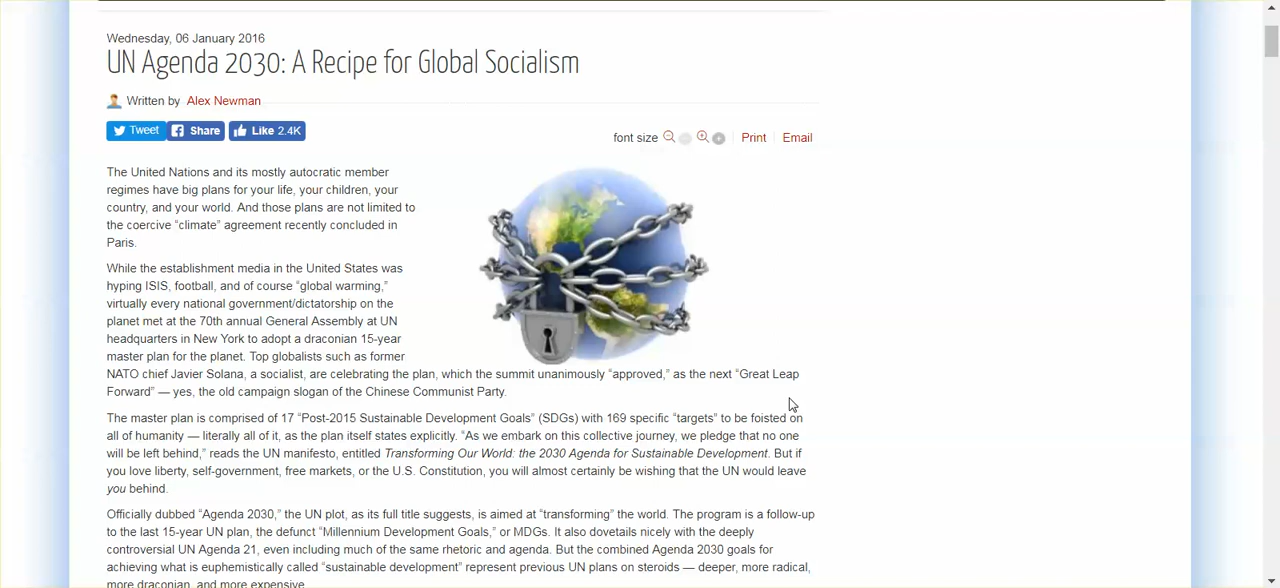 Wednesday, 06 January 2016
UN Agenda 2030: A Recipe for Global Socialism
Written by Alex Newman
Tweet Share Like 2.4K
font size Print Email
The United Nations and its mostly autocratic member
regimes have big plans for your life, your children, your
country, and your world. And those plans are not limited to
the coercive “climate” agreement recently concluded in
Paris.
While the establishment media in the United States was
hyping ISIS, football, and of course “global warming,”
virtually every national government/dictatorship on the
planet met at the 70th annual General Assembly at UN
headquarters in New York to adopt a draconian 15-year
master plan for the planet. Top globalists such as former
NATO chief Javier Solana, a socialist, are celebrating the plan, which the summit unanimously “approved,” as the next “Great Leap
Forward” — yes, the old campaign slogan of the Chinese Communist Party.
The master plan is comprised of 17 “Post-2015 Sustainable Development Goals” (SDGs) with 169 specific “targets” to be foisted on
all of humanity — literally all of it, as the plan itself states explicitly. “As we embark on this collective journey, we pledge that no one
will be left behind,” reads the UN manifesto, entitled Transforming Our World: the 2030 Agenda for Sustainable Development. But if
you love liberty, self-government, free markets, or the U.S. Constitution, you will almost certainly be wishing that the UN would leave
you behind.
Officially dubbed “Agenda 2030,” the UN plot, as its full title suggests, is aimed at “transforming” the world. The program is a follow-up
to the last 15-year UN plan, the defunct “Millennium Development Goals,” or MDGs. It also dovetails nicely with the deeply
controversial UN Agenda 21, even including much of the same rhetoric and agenda. But the combined Agenda 2030 goals for
achieving what is euphemistically called “sustainable development” represent previous UN plans on steroids — deeper, more radical,
more draconian, and more expensive.